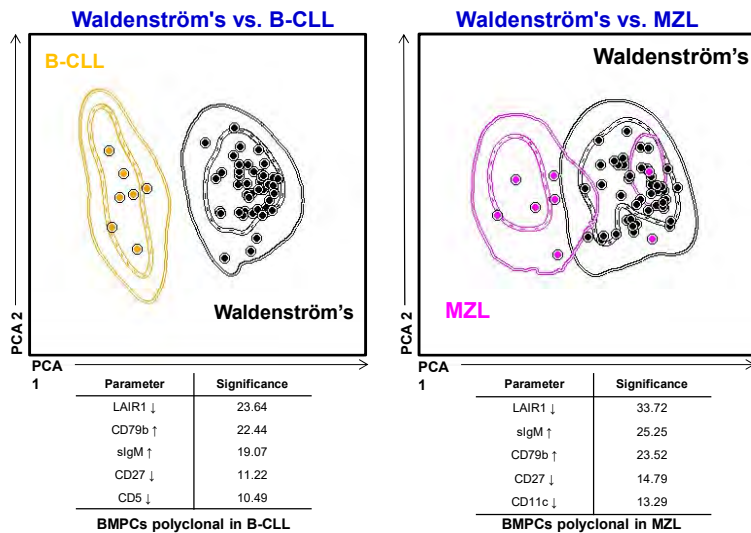 Waldenström's vs. B-CLL
B-CLL
Waldenström's
PCA 2
PCA
1
Parameter Significance
LAIR1 ↓ 23.64
CD79b ↑ 22.44
sIgM ↑ 19.07
CD27 ↓ 11.22
CD5 ↓ 10.49
BMPCs polyclonal in B-CLL
Waldenström's vs. MZL
Waldenström's
MZL
PCA 2
PCA
1
Parameter Significance
LAIR1 ↓ 33.72
sIgM ↑ 25.25
CD79b ↑ 23.52
CD27 ↓ 14.79
CD11c ↓ 13.29
BMPCs polyclonal in MZL